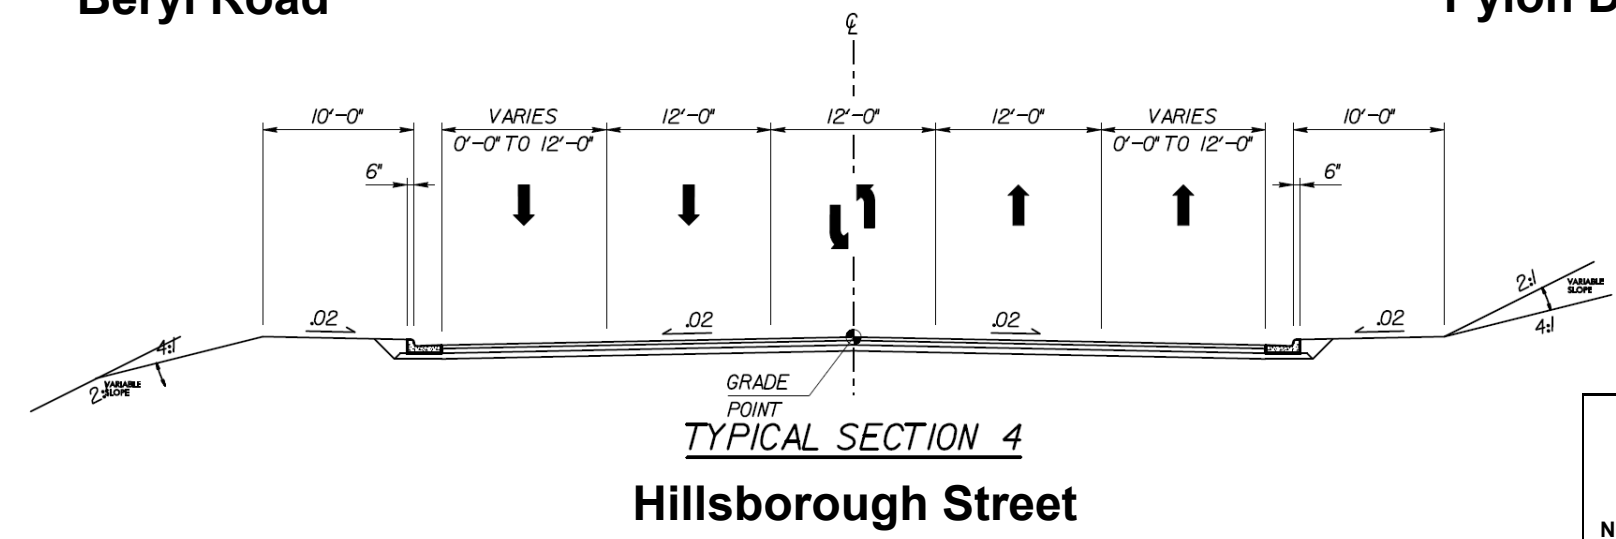 Beryl Road
℄
10'-0"
VARIES
0'-0" TO 12'-0"
12'-0"
12'-0"
12'-0"
VARIES
0'-0" TO 12'-0"
10'-0"
6"
6"
.02
.02
.02
.02
4:1
2:
VARIABLE
SLOPE
2:1
VARIABLE
SLOPE
4:1
GRADE
POINT
TYPICAL SECTION 4
Hillsborough Street
N